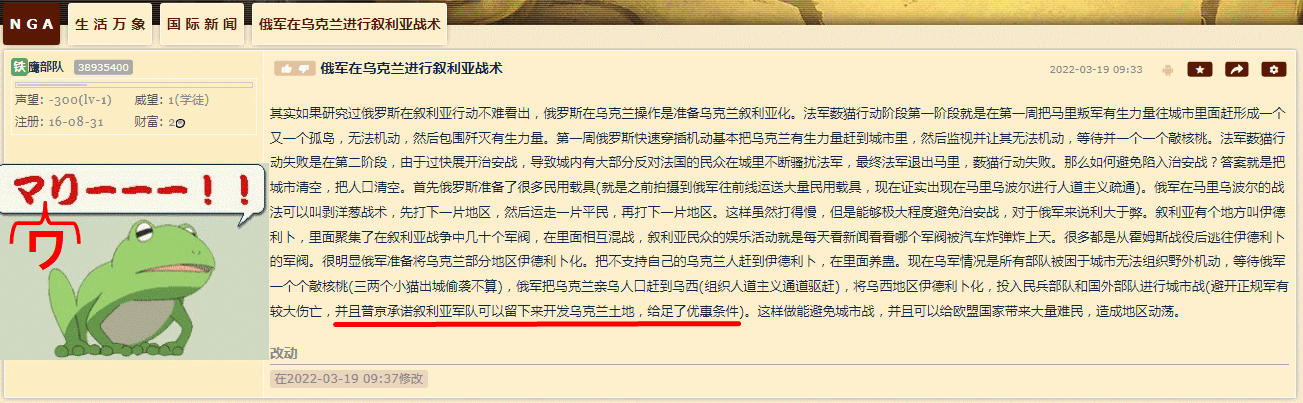 NGA
生活万象
国际新闻
俄军在乌克兰进行叙利亚战术
铁鹰部队 38935400
声望: -300(lv-1) 威望: 1(学徒)
注册: 16-08-31 财富: 2
マリーーー！！
ワ
俄军在乌克兰进行叙利亚战术
2022-03-19 09:33
其实如果研究过俄罗斯在叙利亚行动不难看出，俄罗斯在乌克兰操作是准备乌克兰叙利亚化。法军薮猫行动阶段第一阶段就是在第一周把马里叛军有生力量往城市里面赶形成一个
又一个孤岛，无法机动，然后包围歼灭有生力量。第一周俄罗斯快速穿插机动基本把乌克兰有生力量赶到城市里，然后监视并让其无法机动，等待并一个一个敲核桃。法军薮猫行
动失败是在第二阶段，由于过快展开治安战，导致城内有大部分反对法国的民众在城里不断骚扰法军，最终法军退出马里，薮猫行动失败。那么如何避免陷入治安战？答案就是把
城市清空，把人口清空。首先俄罗斯准备了很多民用载具(就是之前拍摄到俄军往前线运送大量民用载具，现在证实出现在马里乌波尔进行人道主义疏通)。俄军在马里乌波尔的战
法可以叫剥洋葱战术，先打下一片地区，然后运走一片平民，再打下一片地区。这样虽然打得慢，但是能够极大程度避免治安战，对于俄军来说利大于弊。叙利亚有个地方叫伊德
利卜，里面聚集了在叙利亚战争中几十个军阀，在里面相互混战，叙利亚民众的娱乐活动就是每天看新闻看看哪个军阀被汽车炸弹炸上天。很多都是从霍姆斯战役后逃往伊德利卜
的军阀。很明显俄军准备将乌克兰部分地区伊德利卜化。把不支持自己的乌克兰人赶到伊德利卜，在里面养蛊。现在乌军情况是所有部队被困于城市无法组织野外机动，等待俄军
一个个敲核桃(三两个小猫出城偷袭不算)，俄军把乌克兰亲乌人口赶到乌西(组织人道主义通道驱赶)，将乌西地区伊德利卜化，投入民兵部队和国外部队进行城市战(避开正规军有
较大伤亡，并且普京承诺叙利亚军队可以留下来开发乌克兰土地，给足了优惠条件)。这样做能避免城市战，并且可以给欧盟国家带来大量难民，造成地区动荡。
改动
在2022-03-19 09:37修改